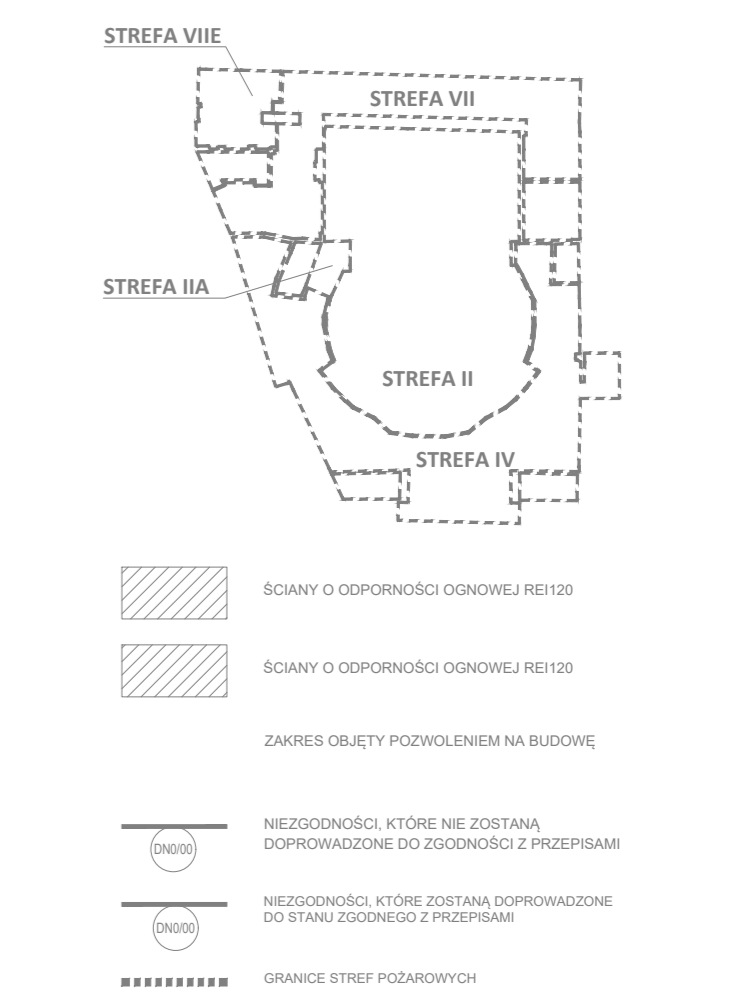 STREFA VIIE
STREFA VII
STREFA IIA
STREFA II
STREFA IV
ŚCIANY O ODPORNOŚCI OGNOWEJ REI120
ŚCIANY O ODPORNOŚCI OGNOWEJ REI120
ZAKRES OBJĘTY POZWOLENIEM NA BUDOWĘ
NIEZGODNOŚCI, KTÓRE NIE ZOSTANĄ
DOPROWADZONE DO ZGODNOŚCI Z PRZEPISAMI
DN0/00
NIEZGODNOŚCI, KTÓRE ZOSTANĄ DOPROWADZONE
DO STANU ZGODNEGO Z PRZEPISAMI
DN0/00
GRANICE STREF POŻAROWYCH